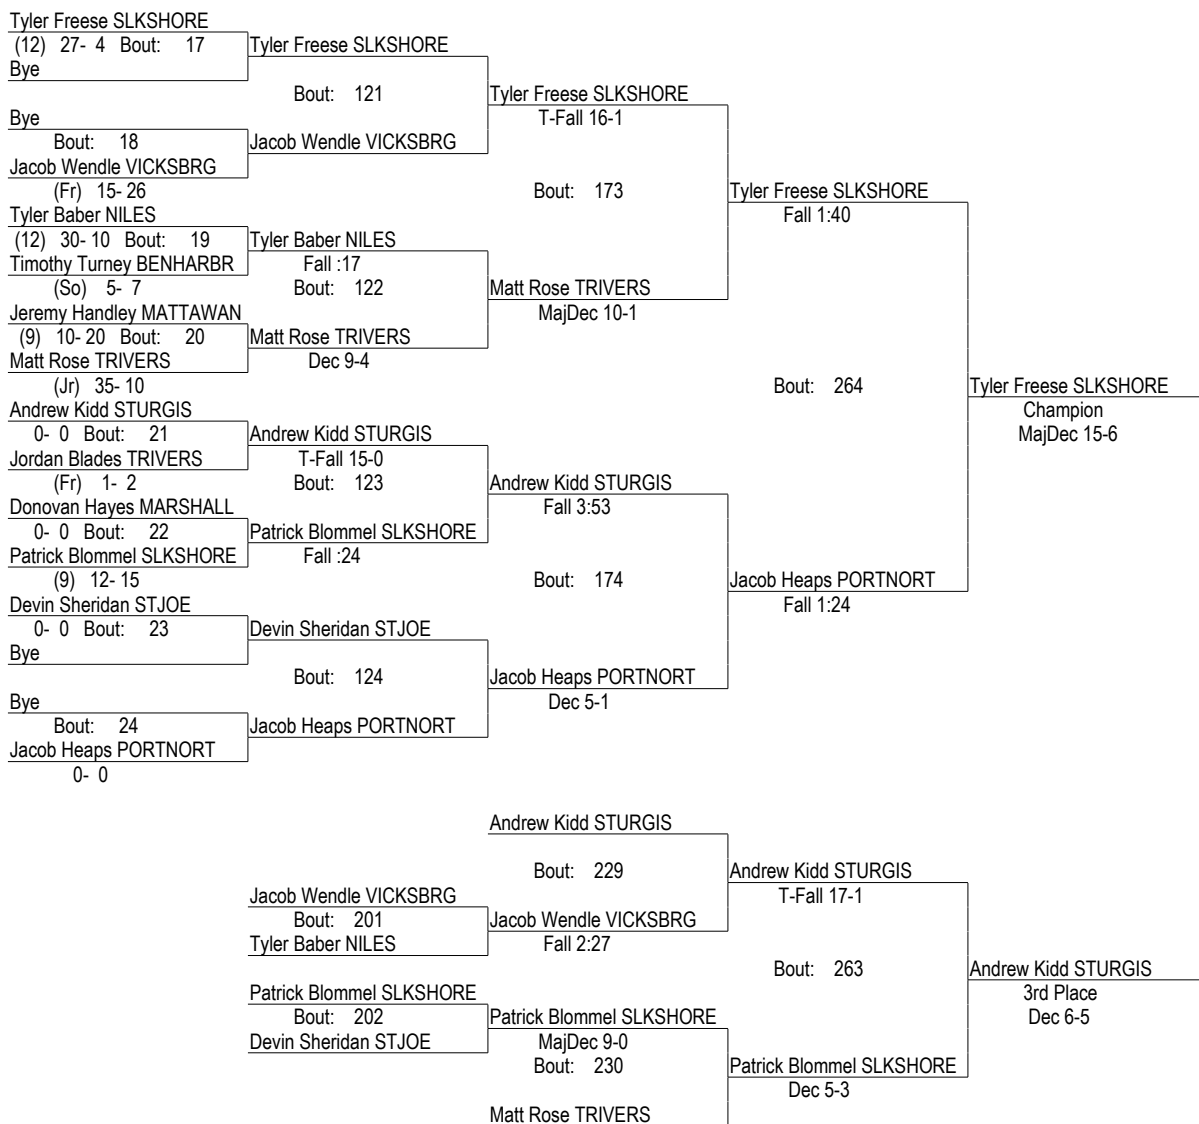 Tyler Freese SLKSHORE
(12) 27- 4 Bout: 17
Tyler Freese SLKSHORE
Bye
Bout: 121
Tyler Freese SLKSHORE
Bye
T-Fall 16-1
Bout: 18
Jacob Wendle VICKSBRG
Jacob Wendle VICKSBRG
(Fr) 15- 26
Bout: 173
Tyler Freese SLKSHORE
Tyler Baber NILES
Fall 1:40
(12) 30- 10 Bout: 19
Tyler Baber NILES
Timothy Turney BENHARBR
Fall :17
(So) 5- 7
Bout: 122
Matt Rose TRIVERS
Jeremy Handley MATTAWAN
MajDec 10-1
(9) 10- 20 Bout: 20
Matt Rose TRIVERS
Matt Rose TRIVERS
Dec 9-4
(Jr) 35- 10
Bout: 264
Tyler Freese SLKSHORE
Andrew Kidd STURGIS
Champion
0- 0 Bout: 21
Andrew Kidd STURGIS
MajDec 15-6
Jordan Blades TRIVERS
T-Fall 15-0
(Fr) 1- 2
Bout: 123
Andrew Kidd STURGIS
Donovan Hayes MARSHALL
Fall 3:53
0- 0 Bout: 22
Patrick Blommel SLKSHORE
Patrick Blommel SLKSHORE
Fall :24
(9) 12- 15
Bout: 174
Jacob Heaps PORTNORT
Devin Sheridan STJOE
Fall 1:24
0- 0 Bout: 23
Devin Sheridan STJOE
Bye
Bout: 124
Jacob Heaps PORTNORT
Bye
Dec 5-1
Bout: 24
Jacob Heaps PORTNORT
Jacob Heaps PORTNORT
0- 0
Andrew Kidd STURGIS
Bout: 229
Andrew Kidd STURGIS
Jacob Wendle VICKSBRG
T-Fall 17-1
Bout: 201
Jacob Wendle VICKSBRG
Tyler Baber NILES
Fall 2:27
Bout: 263
Andrew Kidd STURGIS
Patrick Blommel SLKSHORE
3rd Place
Bout: 202
Patrick Blommel SLKSHORE
Dec 6-5
Devin Sheridan STJOE
MajDec 9-0
Bout: 230
Patrick Blommel SLKSHORE
Dec 5-3
Matt Rose TRIVERS